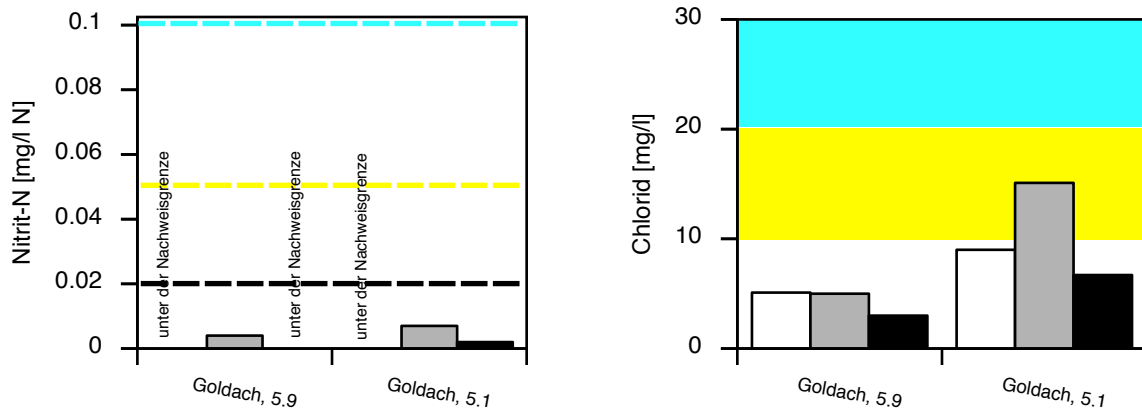 Nitrit-N [mg/l N]
0.1
0.08
0.06
0.04
0.02
0
unter der Nachweisgrenze
unter der Nachweisgrenze
unter der Nachweisgrenze
Goldach, 5.9
Goldach, 5.1
Chlorid [mg/l]
30
20
10
0
Goldach, 5.9
Goldach, 5.1